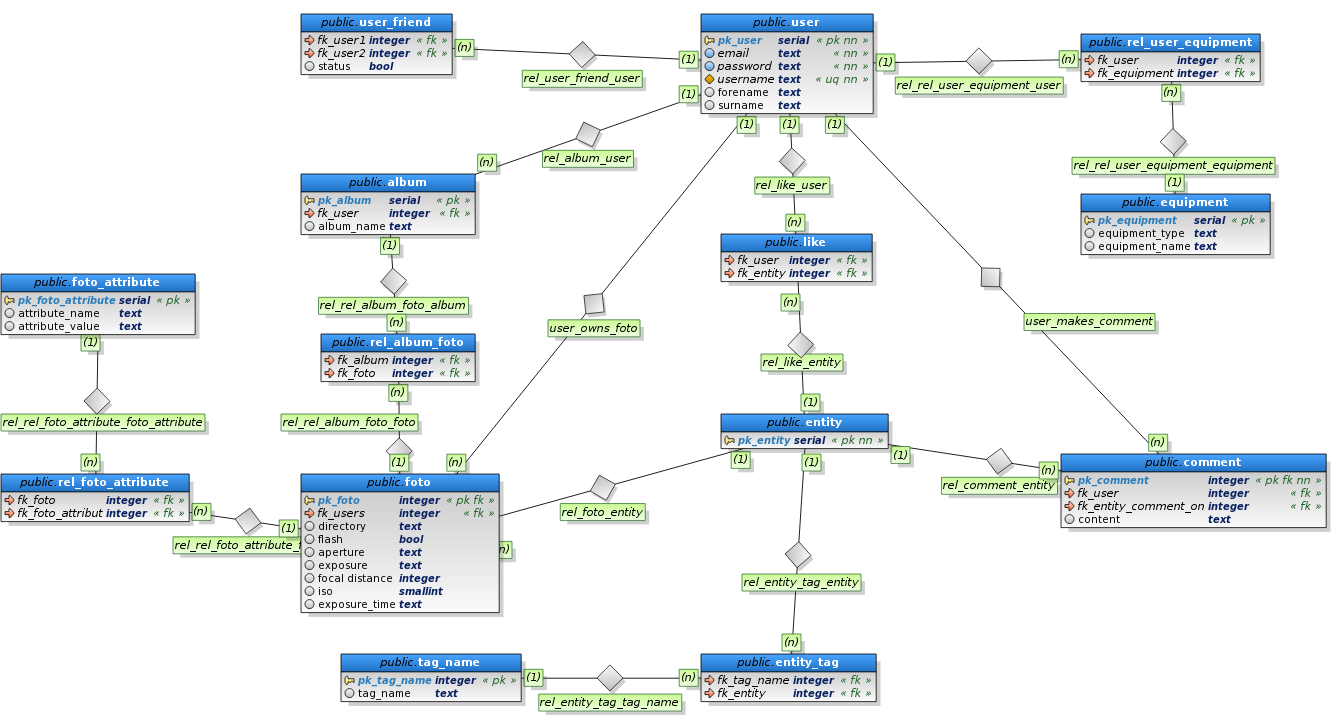 public.user_friend
fk_user1 integer « fk »
fk_user2 integer « fk »
status bool
(n)
rel_user_friend_user
(1)
public.user
pk_user serial « pk nn »
email text « nn »
password text « nn »
username text « uq nn »
forename text
surname text
(1)
rel_rel_user_equipment_user
(n)
public.rel_user_equipment
fk_user integer « fk »
fk_equipment integer « fk »
(n)
rel_rel_user_equipment_equipment
(1)
public.equipment
pk_equipment serial « pk »
equipment_type text
equipment_name text
(1)
rel_album_user
(n)
public.album
pk_album serial « pk »
fk_user integer « fk »
album_name text
(1)
rel_rel_album_foto_album
(n)
public.rel_album_foto
fk_album integer « fk »
fk_foto integer « fk »
(n)
rel_rel_album_foto_foto
(1)
(1)
user_owns_foto
(n)
(1)
rel_like_user
(n)
public.like
fk_user integer « fk »
fk_entity integer « fk »
(n)
rel_like_entity
(1)
(1)
user_makes_comment
(n)
public.foto_attribute
pk_foto_attribute serial « pk »
attribute_name text
attribute_value text
(1)
rel_rel_foto_attribute_foto_attribute
(n)
public.rel_foto_attribute
fk_foto integer « fk »
fk_foto_attribut integer « fk »
(n)
rel_rel_foto_attribute_f
(1)
public.foto
pk_foto integer « pk fk »
fk_users integer « fk »
directory text
flash bool
aperture text
exposure text
focal distance integer
iso smallint
exposure_time text
n)
rel_foto_entity
(1)
public.entity
pk_entity serial « pk nn »
(1)
rel_comment_entity
(n)
public.comment
pk_comment integer « pk fk nn »
fk_user integer « fk »
fk_entity_comment_on integer « fk »
content text
(1)
rel_entity_tag_entity
(n)
public.tag_name
pk_tag_name integer « pk »
tag_name text
(1)
rel_entity_tag_tag_name
(n)
public.entity_tag
fk_tag_name integer « fk »
fk_entity integer « fk »